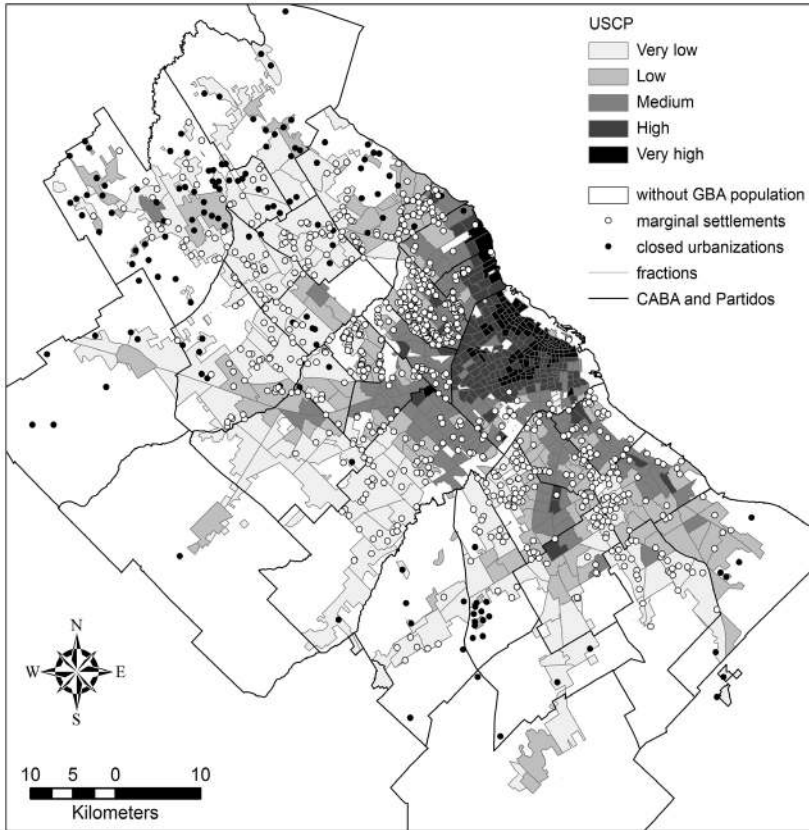 USCP
Very low
Low
Medium
High
Very high
without GBA population
marginal settlements
closed urbanizations
fractions
CABA and Partidos
N
W E
S
10 5 0 10
Kilometers